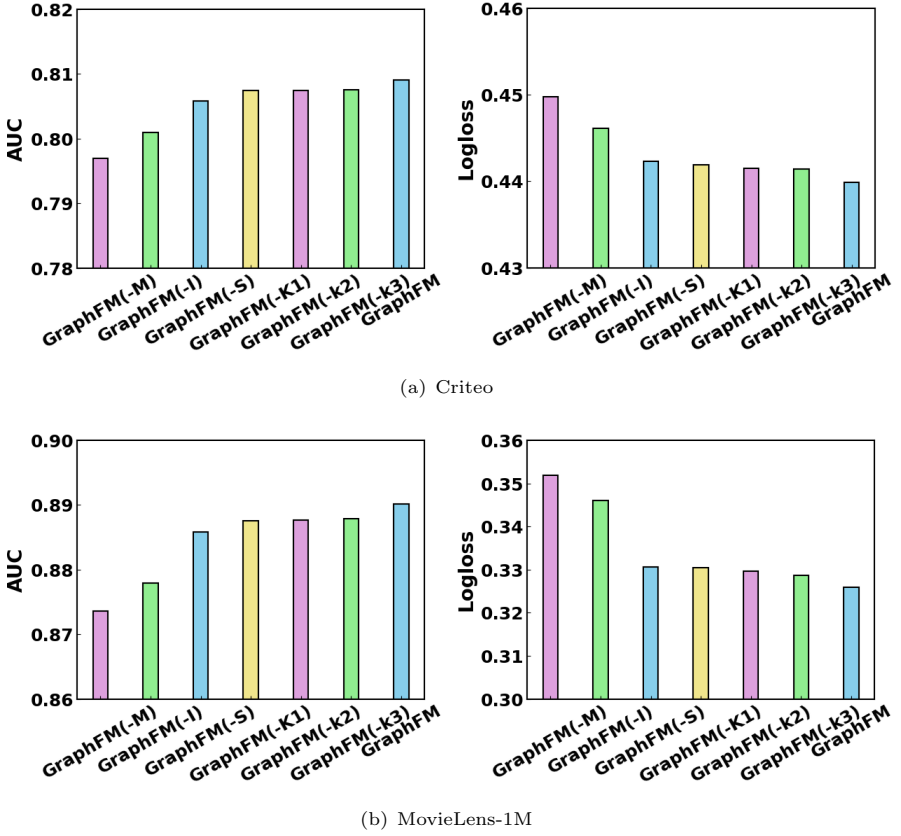 0.82
0.81
0.80
0.79
0.78
AUC
GraphFM(-M)
GraphFM(-I)
GraphFM(-S)
GraphFM(-K1)
GraphFM(-k2)
GraphFM(-k3)
GraphFM
0.46
0.45
0.44
0.43
Logloss
GraphFM(-M)
GraphFM(-I)
GraphFM(-S)
GraphFM(-K1)
GraphFM(-k2)
GraphFM(-k3)
GraphFM
(a) Criteo
0.90
0.89
0.88
0.87
0.86
AUC
GraphFM(-M)
GraphFM(-I)
GraphFM(-S)
GraphFM(-K1)
GraphFM(-k2)
GraphFM(-k3)
GraphFM
0.36
0.35
0.34
0.33
0.32
0.31
0.30
Logloss
GraphFM(-M)
GraphFM(-I)
GraphFM(-S)
GraphFM(-K1)
GraphFM(-k2)
GraphFM(-k3)
GraphFM
(b) MovieLens-1M